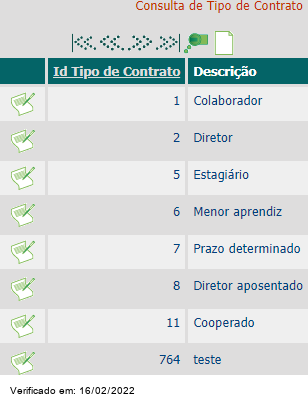 Consulta de Tipo de Contrato
Id Tipo de Contrato Descrição
1 Colaborador
2 Diretor
5 Estagiário
6 Menor aprendiz
7 Prazo determinado
8 Diretor aposentado
11 Cooperado
764 teste
Verificado em: 16/02/2022